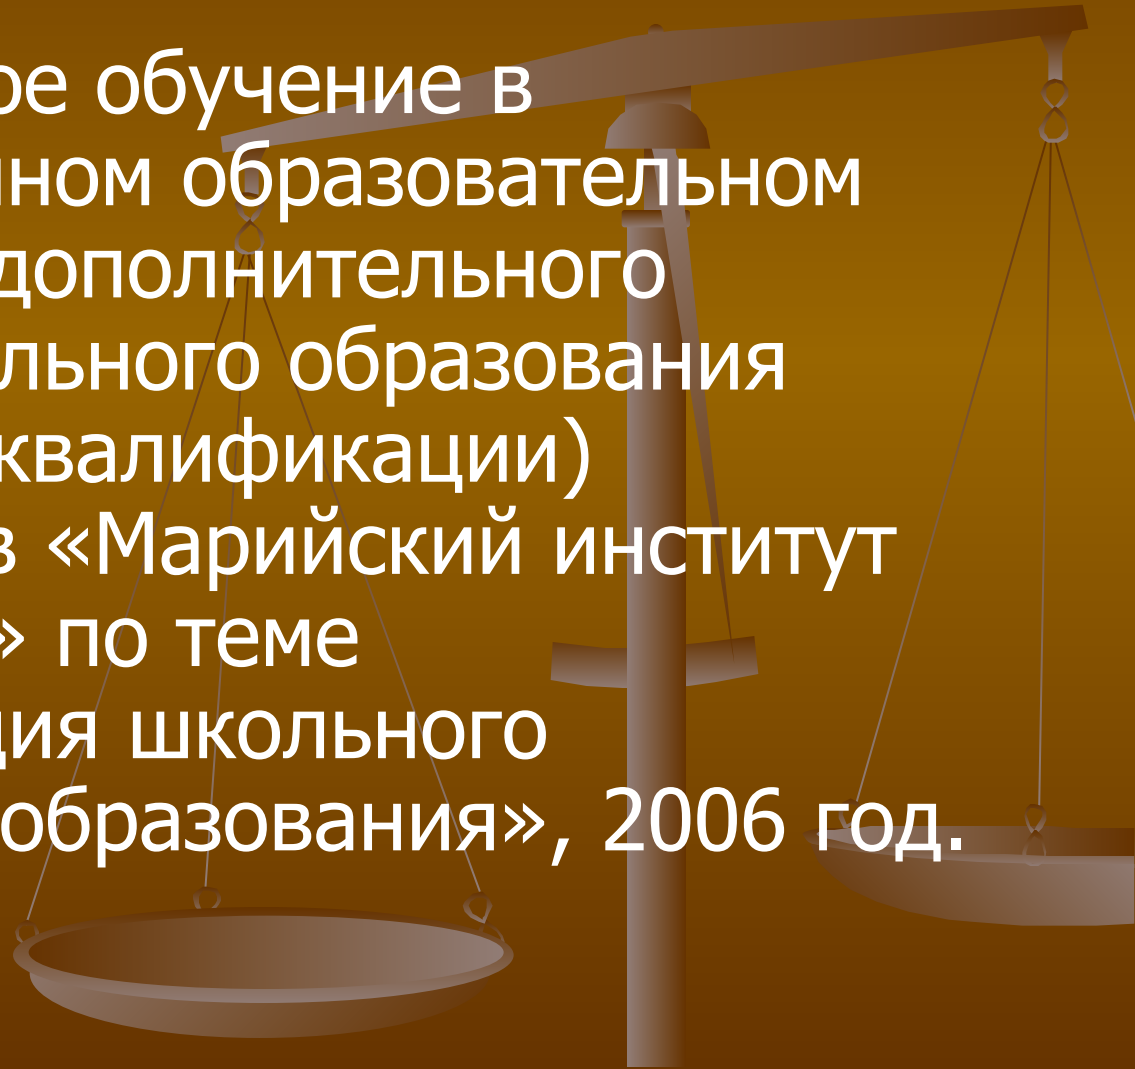 ое обучение в
нном образовательном
дополнительного
льного образования
квалификации)
в «Марийский институт
» по теме
ция школьного
образования», 2006 год.